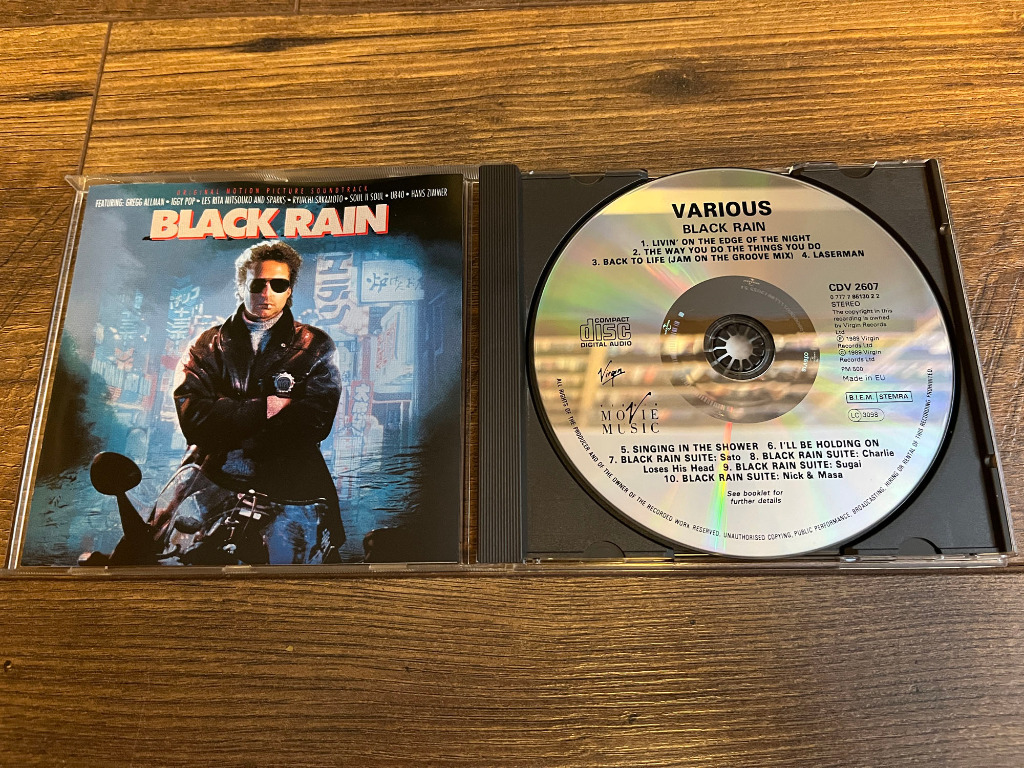 ORIGINAL MOTION PICTURE SOUNDTRACK
FEATURING: GREGG ALLMAN • IGGY POP • LES RITA MITSOUKO AND SPARKS • RYUICHI SAKAMOTO • SOUL II SOUL • UB40 • HANS ZIMMER
BLACK RAIN
VARIOUS
BLACK RAIN
1. LIVIN' ON THE EDGE OF THE NIGHT
2. THE WAY YOU DO THE THINGS YOU DO
3. BACK TO LIFE (JAM ON THE GROOVE MIX) 4. LASERMAN
COMPACT
disc
DIGITAL AUDIO
Virgin
VIRGIN
MOVIE
MUSIC
CDV 2607
0 777 7 86130 2 2
STEREO
The copyright in this
recording is owned
by Virgin Records
Ltd
℗ 1989 Virgin
Records Ltd
© 1989 Virgin
Records Ltd
PM 500
Made in EU
B.I.E.M. STEMRA
LC 3098
5. SINGING IN THE SHOWER 6. I'LL BE HOLDING ON
7. BLACK RAIN SUITE: Sato 8. BLACK RAIN SUITE: Charlie
Loses His Head 9. BLACK RAIN SUITE: Sugai
10. BLACK RAIN SUITE: Nick & Masa
See booklet for
further details
ALL RIGHTS OF THE PRODUCER AND OF THE OWNER OF THE RECORDED WORK RESERVED. UNAUTHORISED COPYING, PUBLIC PERFORMANCE, BROADCASTING, HIRING OR RENTAL OF THIS RECORDING PROHIBITED.